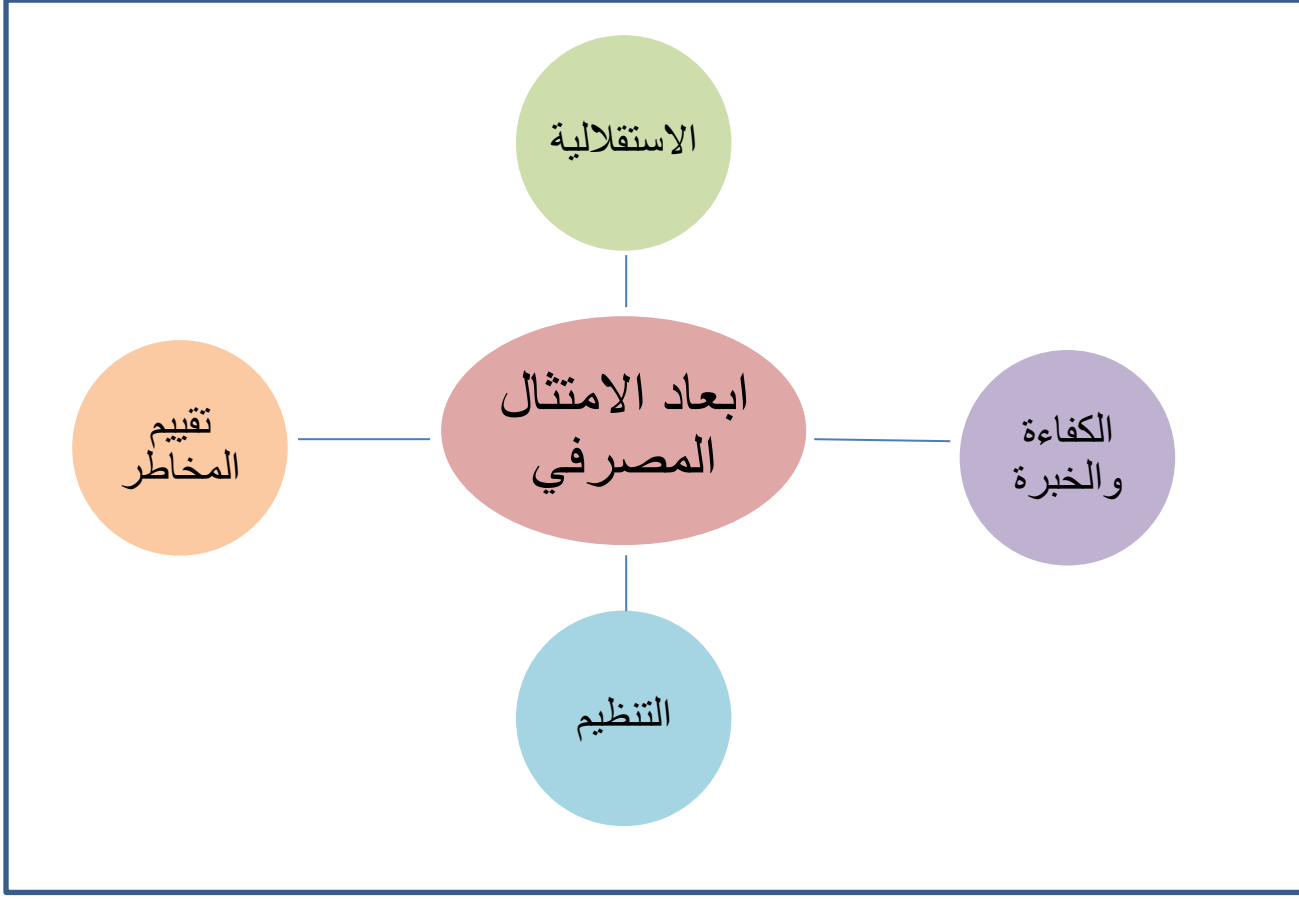 الاستقلالية
ابعاد الامتثال
المصرفي
الكفاءة
والخبرة
تقييم
المخاطر
التنظيم